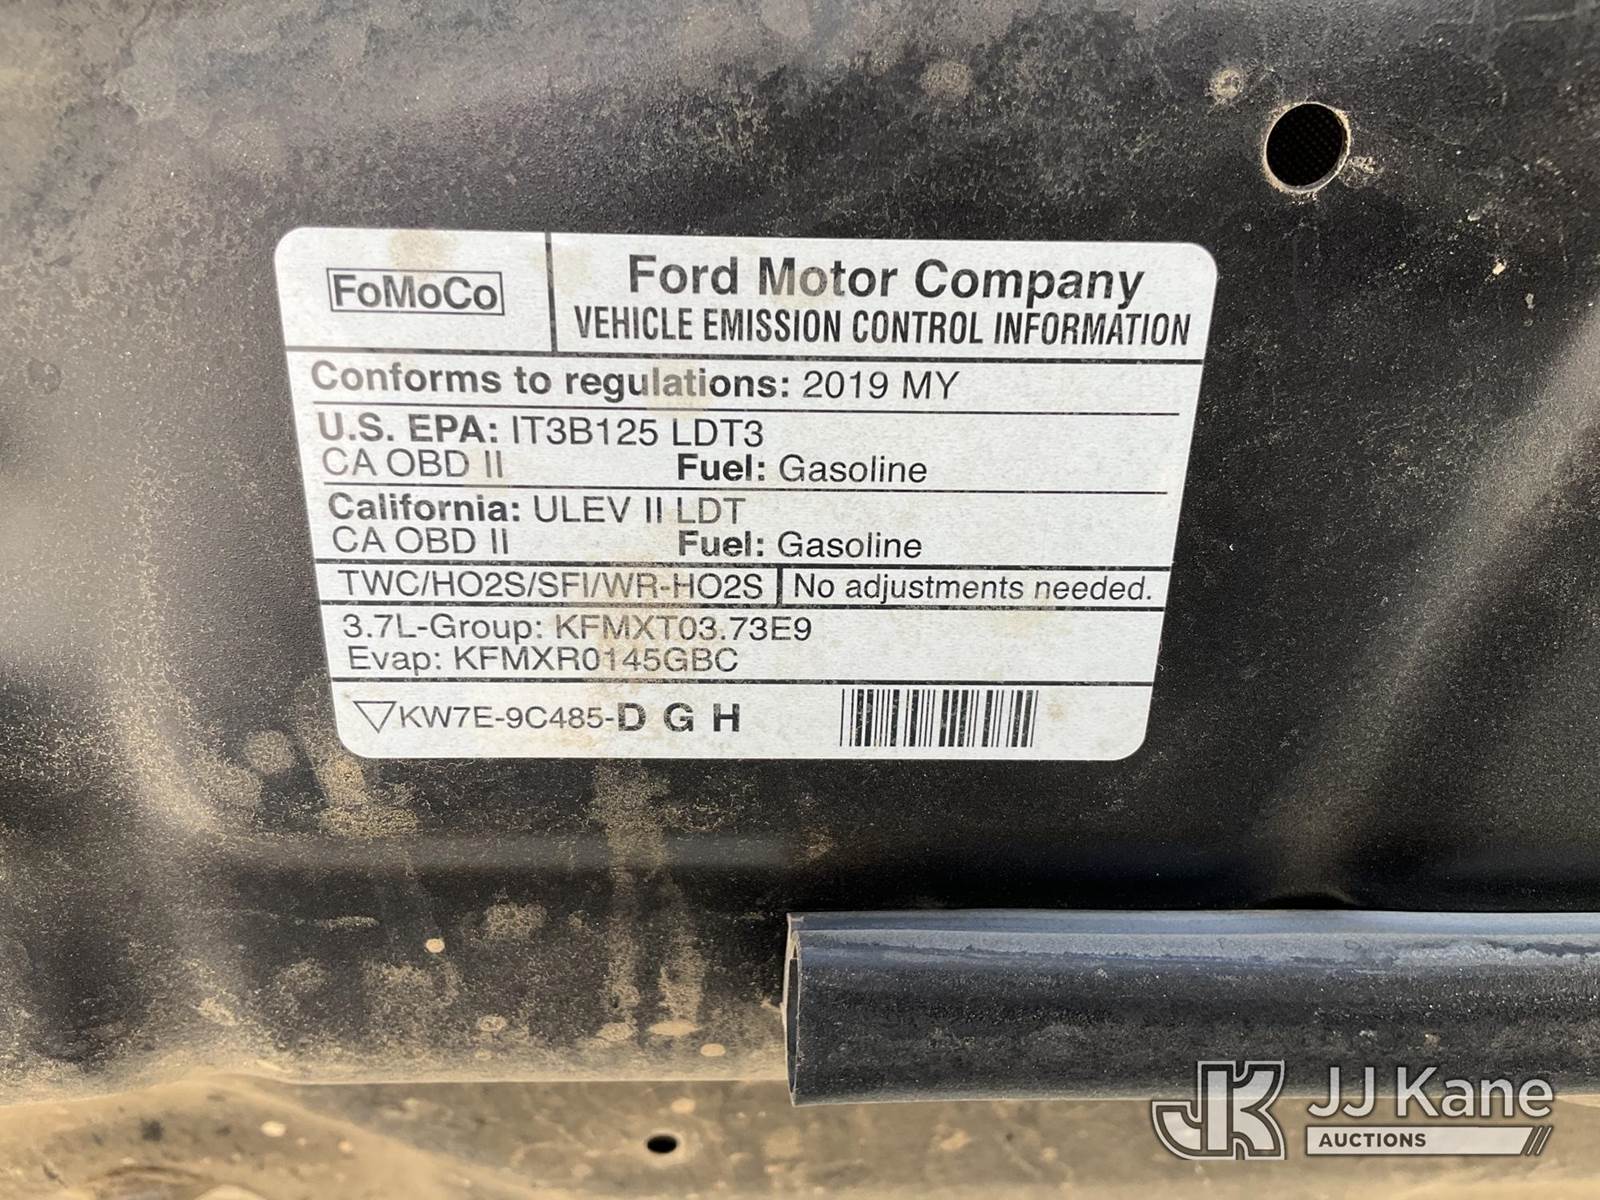 FoMoCo
Ford Motor Company
VEHICLE EMISSION CONTROL INFORMATION
Conforms to regulations: 2019 MY
U.S. EPA: IT3B125 LDT3
CA OBD II Fuel: Gasoline
California: ULEV II LDT
CA OBD II Fuel: Gasoline
TWC/HO2S/SFI/WR-HO2S No adjustments needed.
3.7L-Group: KFMXT03.73E9
Evap: KFMXR0145GBC
KW7E-9C485-D G H
JK JJ Kane
AUCTIONS